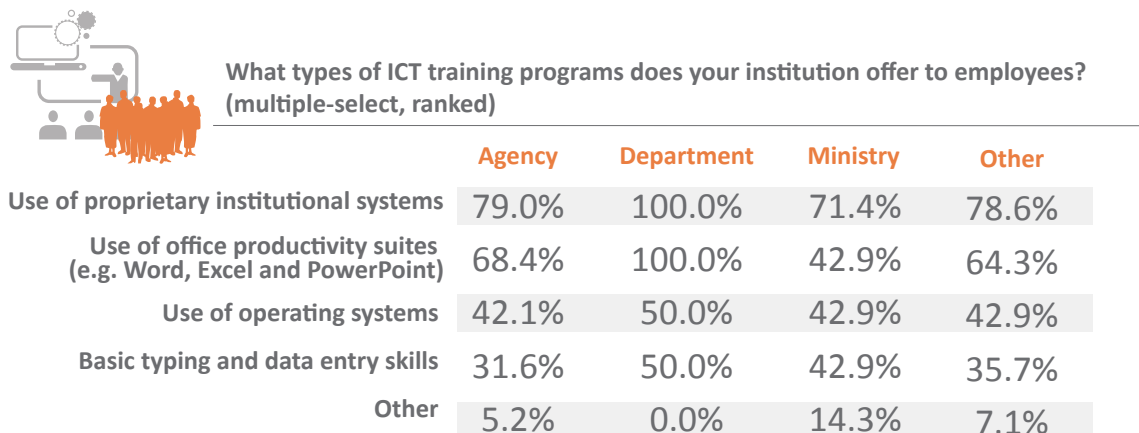 What types of ICT training programs does your institution offer to employees?
(multiple-select, ranked)
Agency Department Ministry Other
Use of proprietary institutional systems 79.0% 100.0% 71.4% 78.6%
Use of office productivity suites
(e.g. Word, Excel and PowerPoint) 68.4% 100.0% 42.9% 64.3%
Use of operating systems 42.1% 50.0% 42.9% 42.9%
Basic typing and data entry skills 31.6% 50.0% 42.9% 35.7%
Other 5.2% 0.0% 14.3% 7.1%